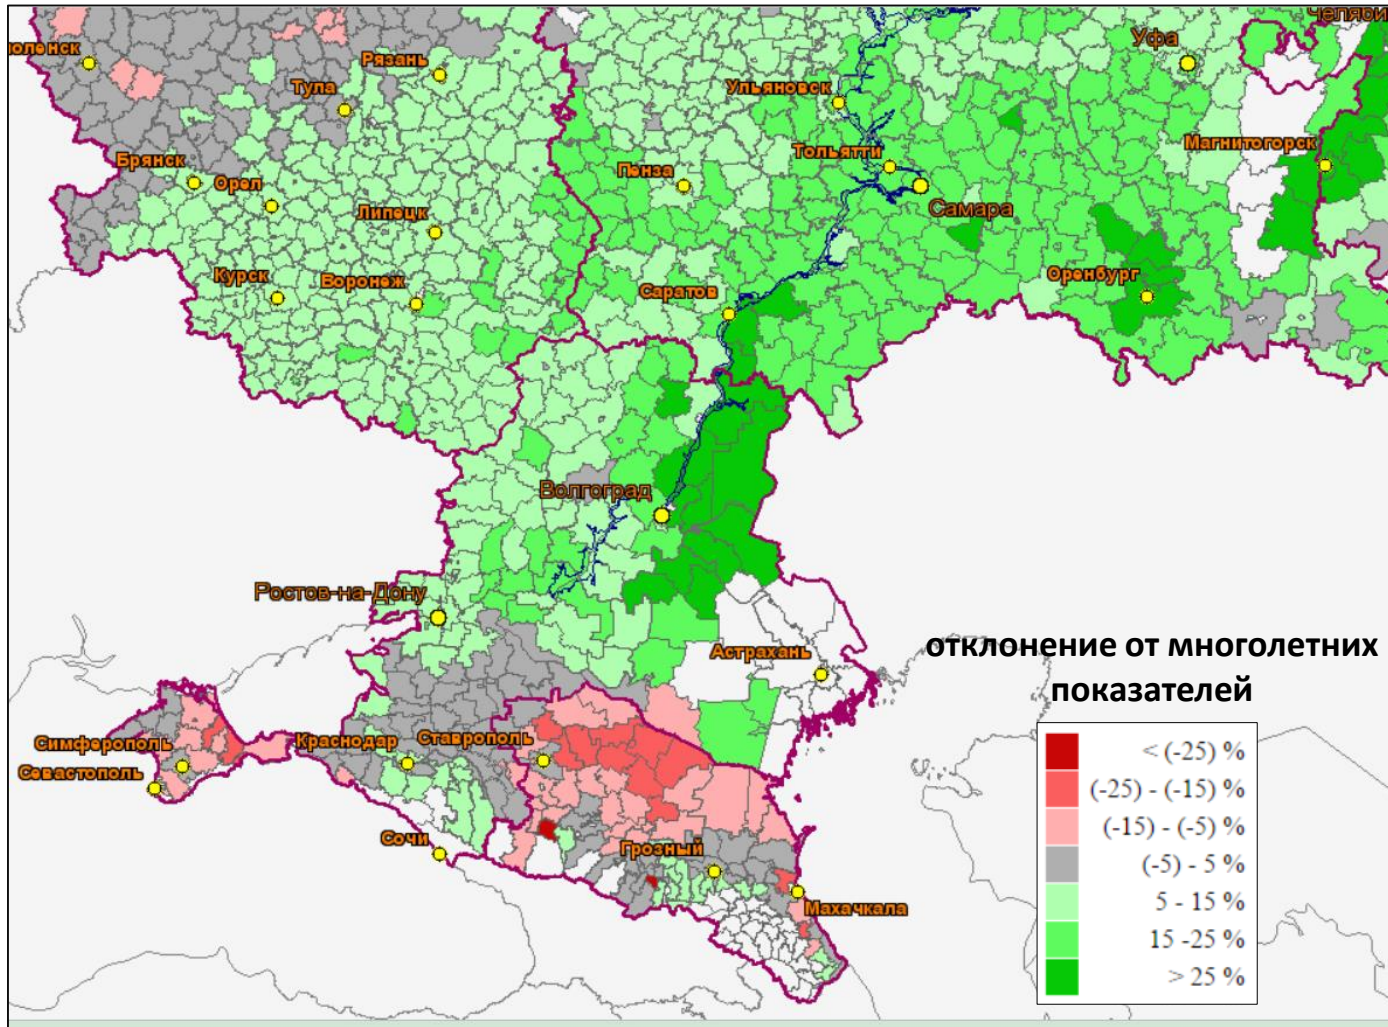 Челяби
Уфа
моленск
Рязань
Тула
Ульяновск
Магнитогорск
Тольятти
Брянск
Орел
Пенза
Самара
Липецк
Курск
Воронеж
Оренбург
Саратов
Волгоград
Ростов-на-Дону
Астрахань
отклонение от многолетних
показателей
Симферополь
Краснодар
Ставрополь
Севастополь
< (-25) %
(-25) - (-15) %
(-15) - (-5) %
(-5) - 5 %
5 - 15 %
15 -25 %
> 25 %
Сочи
Грозный
Махачкала